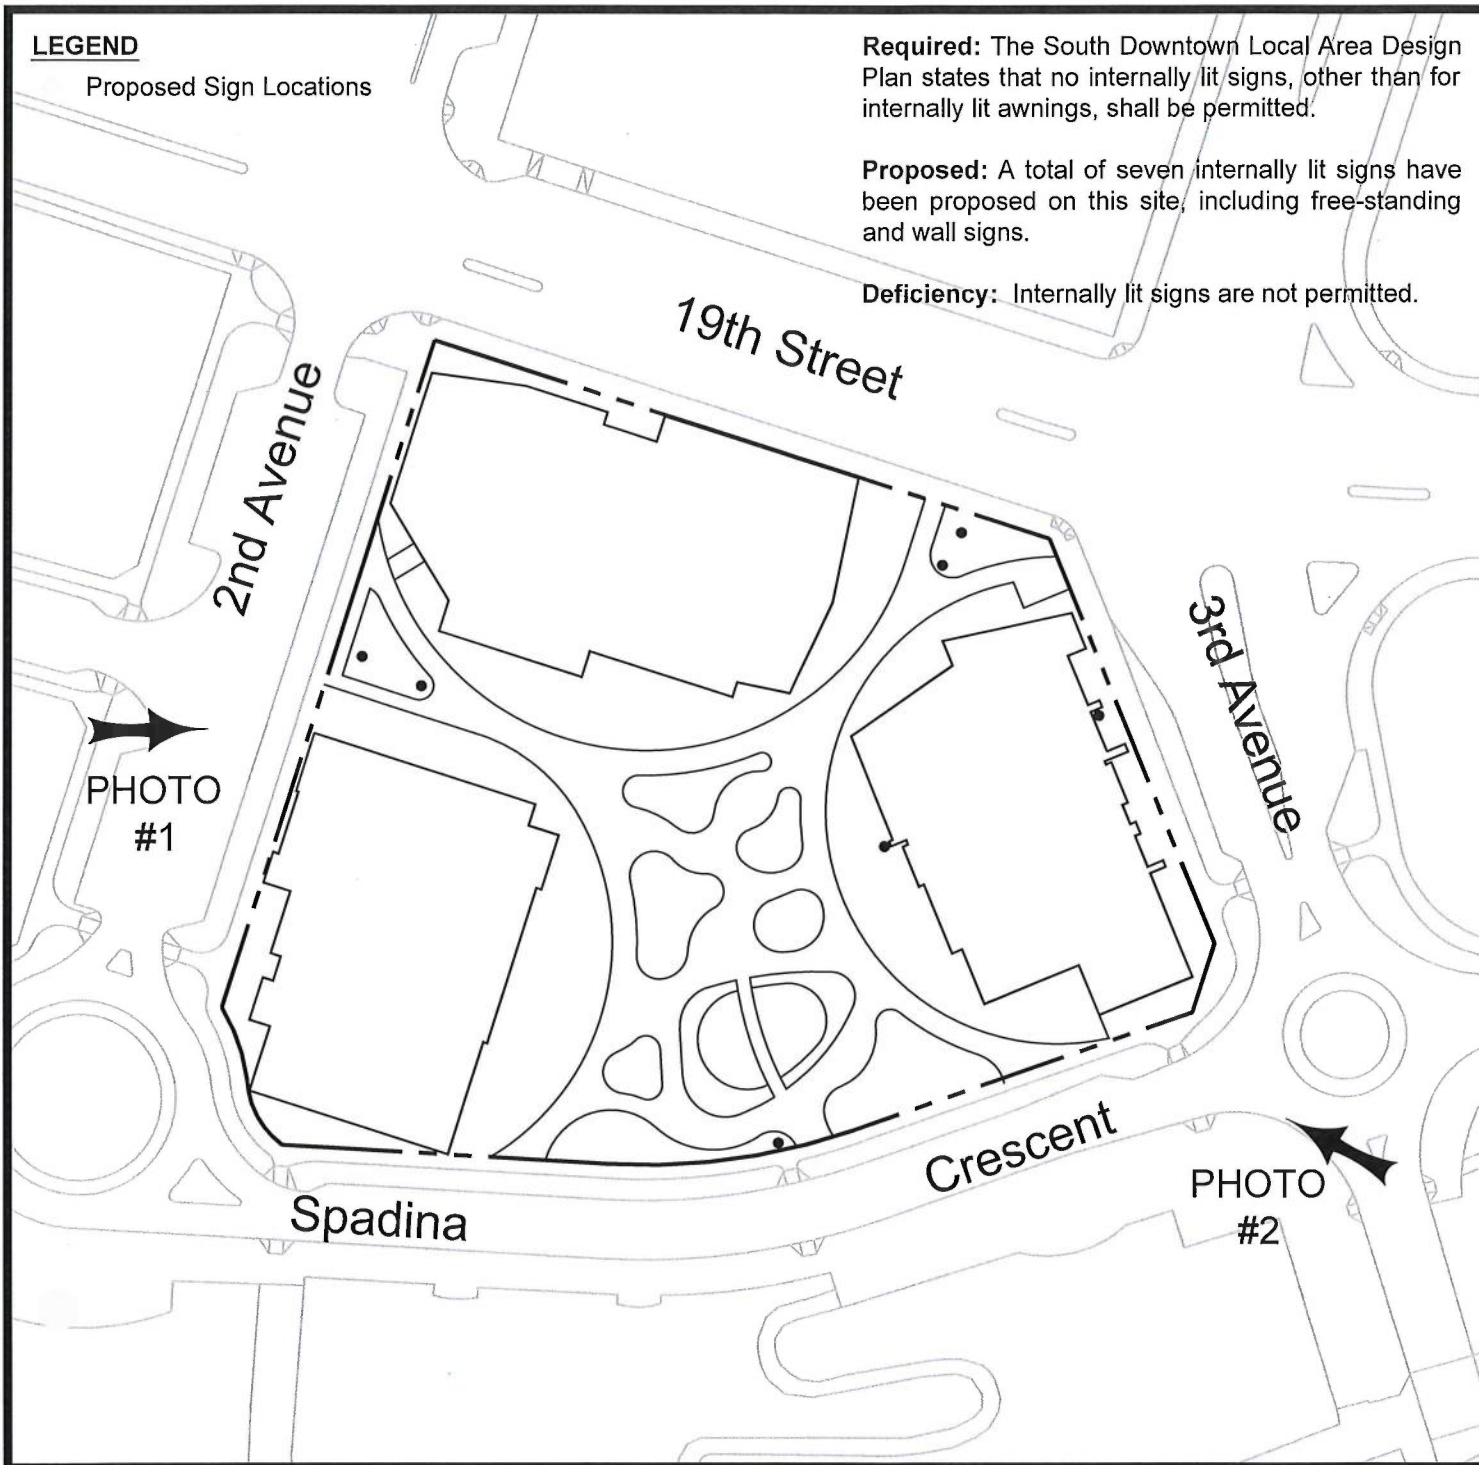 LEGEND
Proposed Sign Locations
Required: The South Downtown Local Area Design
Plan states that no internally lit signs, other than for
internally lit awnings, shall be permitted.
Proposed: A total of seven internally lit signs have
been proposed on this site, including free-standing
and wall signs.
Deficiency: Internally lit signs are not permitted.
19th Street
2nd Avenue
3rd Avenue
PHOTO
#1
Crescent
Spadina
PHOTO
#2